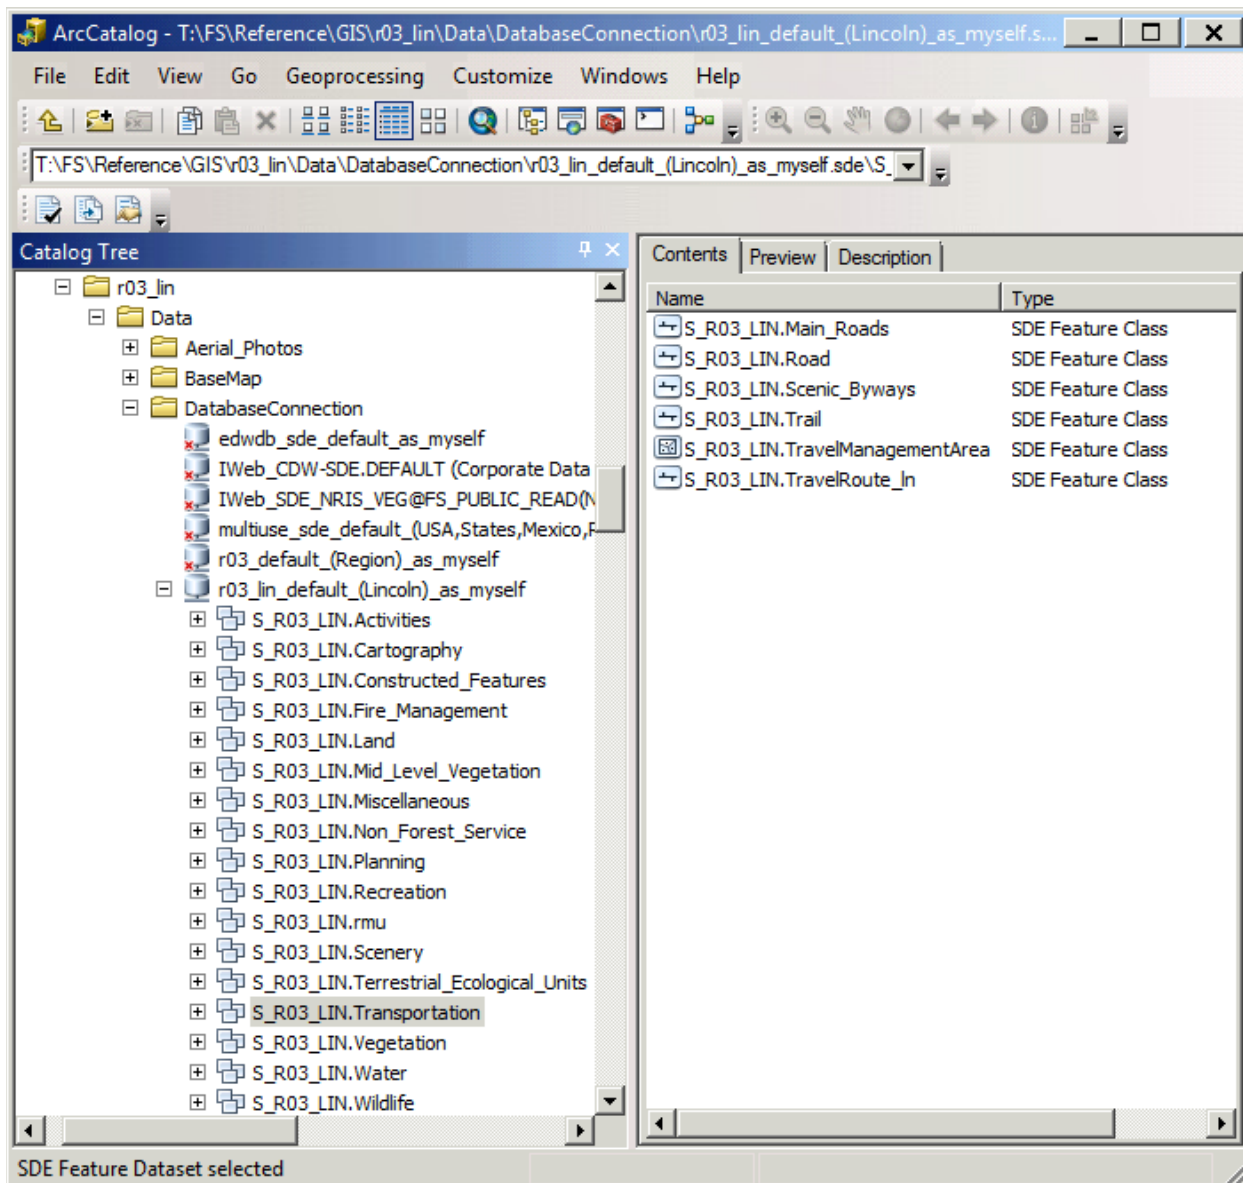 ArcCatalog - T:\FS\Reference\GIS\r03_lin\Data\DatabaseConnection\r03_lin_default_(Lincoln)_as_myself.s...
File Edit View Go Geoprocessing Customize Windows Help
T:\FS\Reference\GIS\r03_lin\Data\DatabaseConnection\r03_lin_default_(Lincoln)_as_myself.sde\S_
Catalog Tree
r03_lin
Data
Aerial_Photos
BaseMap
DatabaseConnection
edwdb_sde_default_as_myself
IWeb_CDW-SDE.DEFAULT (Corporate Data
IWeb_SDE_NRIS_VEG@FS_PUBLIC_READ(N
multiuse_sde_default_(USA,States,Mexico,F
r03_default_(Region)_as_myself
r03_lin_default_(Lincoln)_as_myself
S_R03_LIN.Activities
S_R03_LIN.Cartography
S_R03_LIN.Constructed_Features
S_R03_LIN.Fire_Management
S_R03_LIN.Land
S_R03_LIN.Mid_Level_Vegetation
S_R03_LIN.Miscellaneous
S_R03_LIN.Non_Forest_Service
S_R03_LIN.Planning
S_R03_LIN.Recreation
S_R03_LIN.rmu
S_R03_LIN.Scenery
S_R03_LIN.Terrestrial_Ecological_Units
S_R03_LIN.Transportation
S_R03_LIN.Vegetation
S_R03_LIN.Water
S_R03_LIN.Wildlife
Contents Preview Description
Name Type
S_R03_LIN.Main_Roads SDE Feature Class
S_R03_LIN.Road SDE Feature Class
S_R03_LIN.Scenic_Byways SDE Feature Class
S_R03_LIN.Trail SDE Feature Class
S_R03_LIN.TravelManagementArea SDE Feature Class
S_R03_LIN.TravelRoute_ln SDE Feature Class
SDE Feature Dataset selected